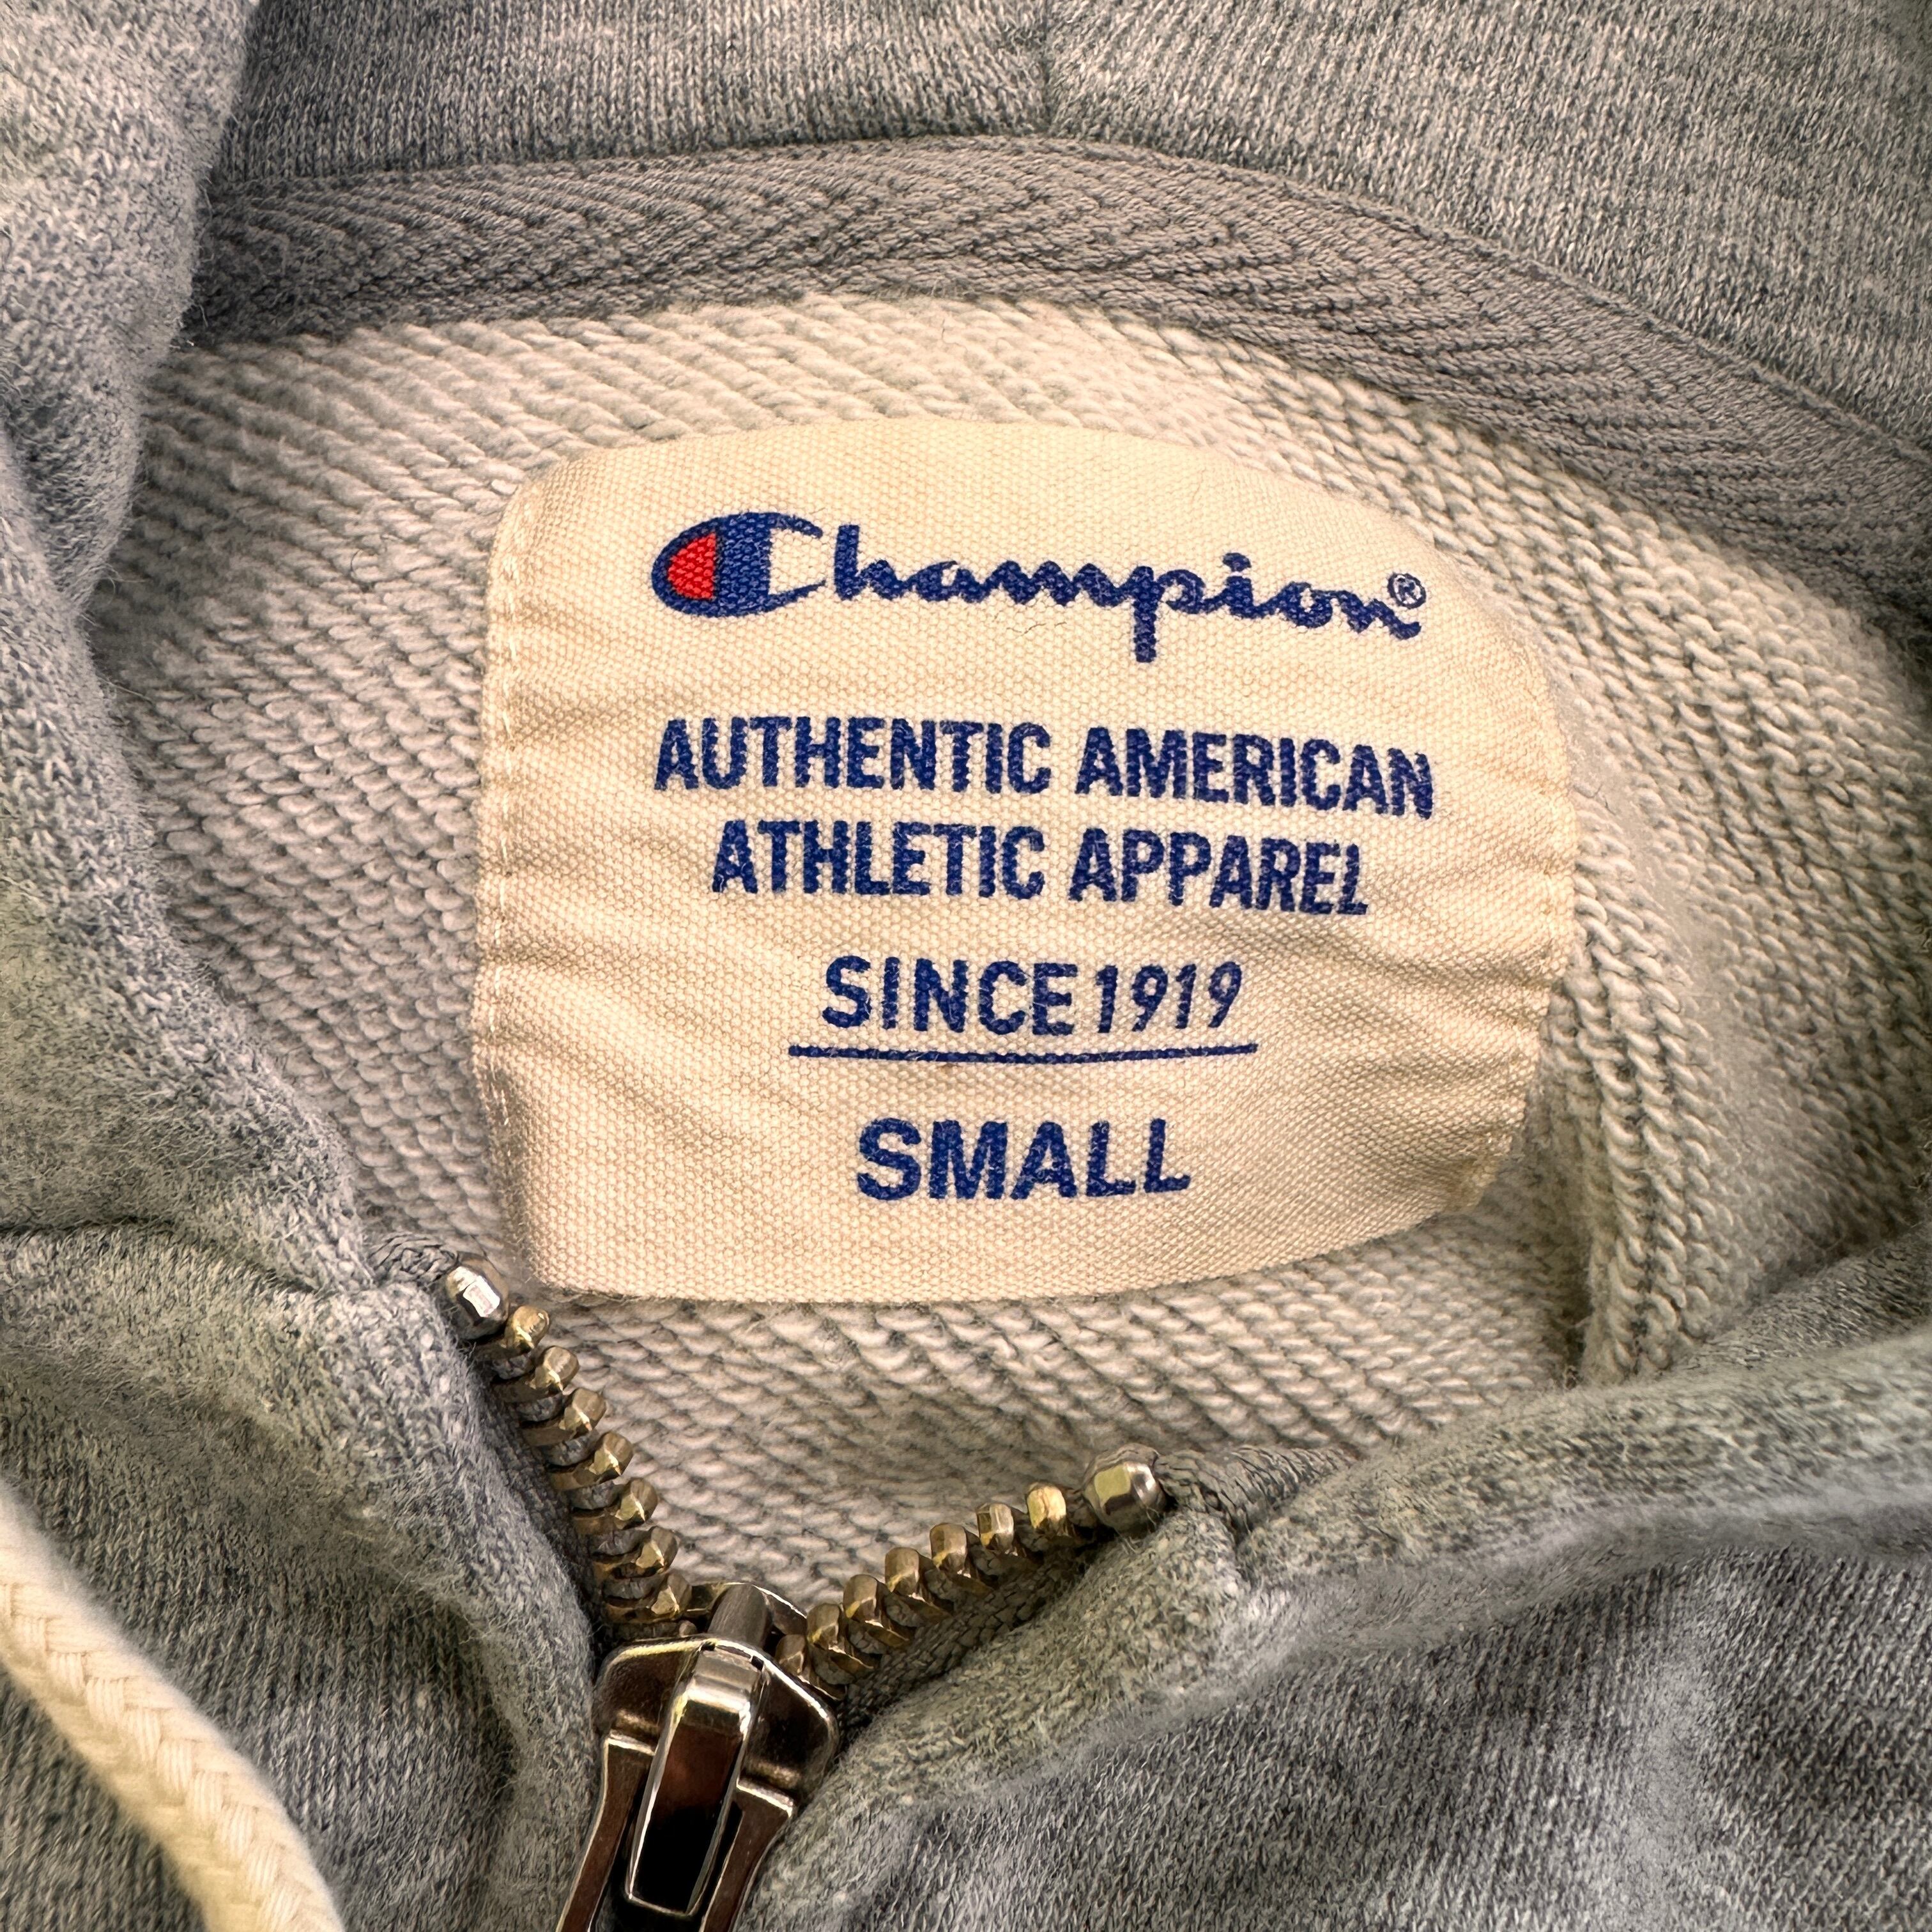 Champion®
AUTHENTIC AMERICAN
ATHLETIC APPAREL
SINCE 1919
SMALL